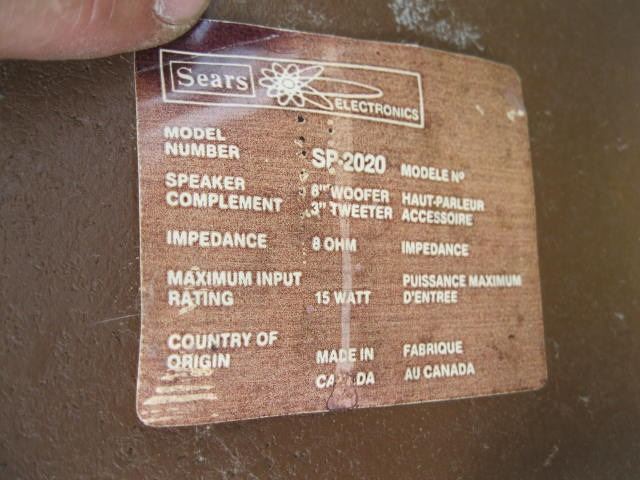 Sears ELECTRONICS
MODEL
NUMBER SP-2020 MODELE Nº
SPEAKER 8" WOOFER HAUT-PARLEUR
COMPLEMENT 3" TWEETER ACCESSOIRE
IMPEDANCE 8 OHM IMPEDANCE
MAXIMUM INPUT PUISSANCE MAXIMUM
RATING 15 WATT D'ENTREE
COUNTRY OF
ORIGIN MADE IN FABRIQUE
CANADA AU CANADA